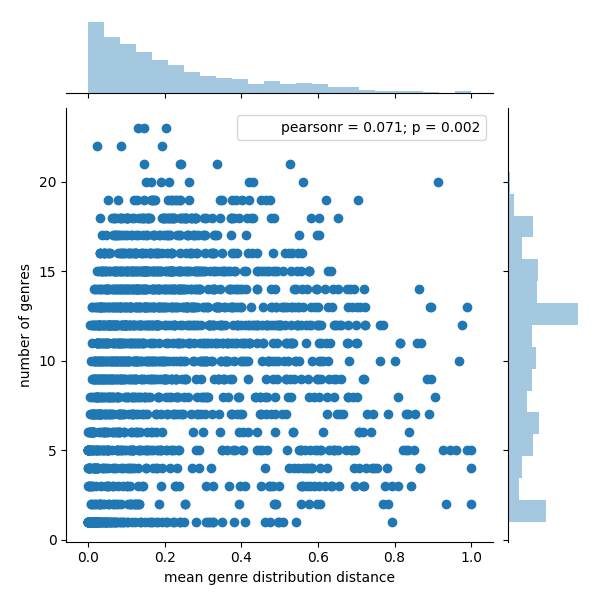 pearsonr = 0.071; p = 0.002
number of genres
20
15
10
5
0
0.0 0.2 0.4 0.6 0.8 1.0
mean genre distribution distance